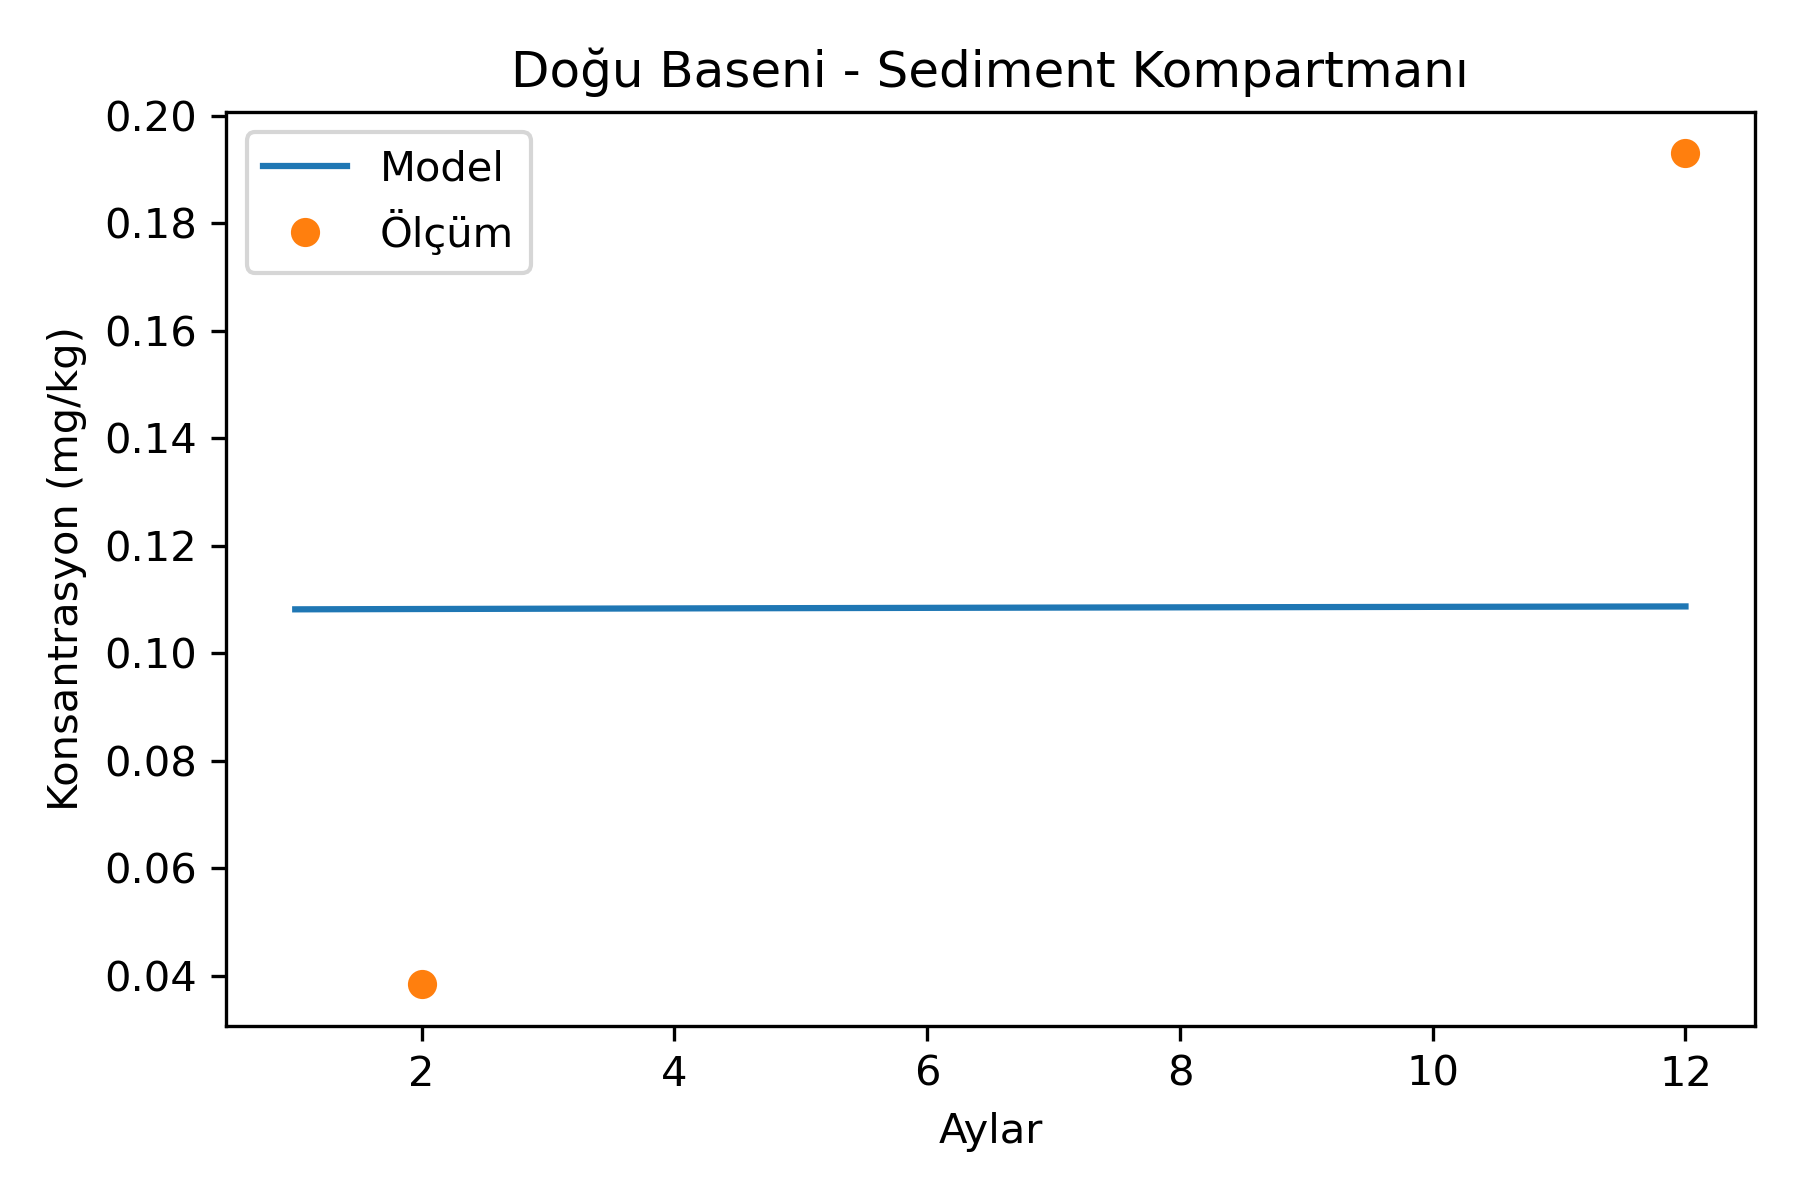 Doğu Baseni - Sediment Kompartmanı
Model
Ölçüm
Konsantrasyon (mg/kg)
0.20
0.18
0.16
0.14
0.12
0.10
0.08
0.06
0.04
2 4 6 8 10 12
Aylar